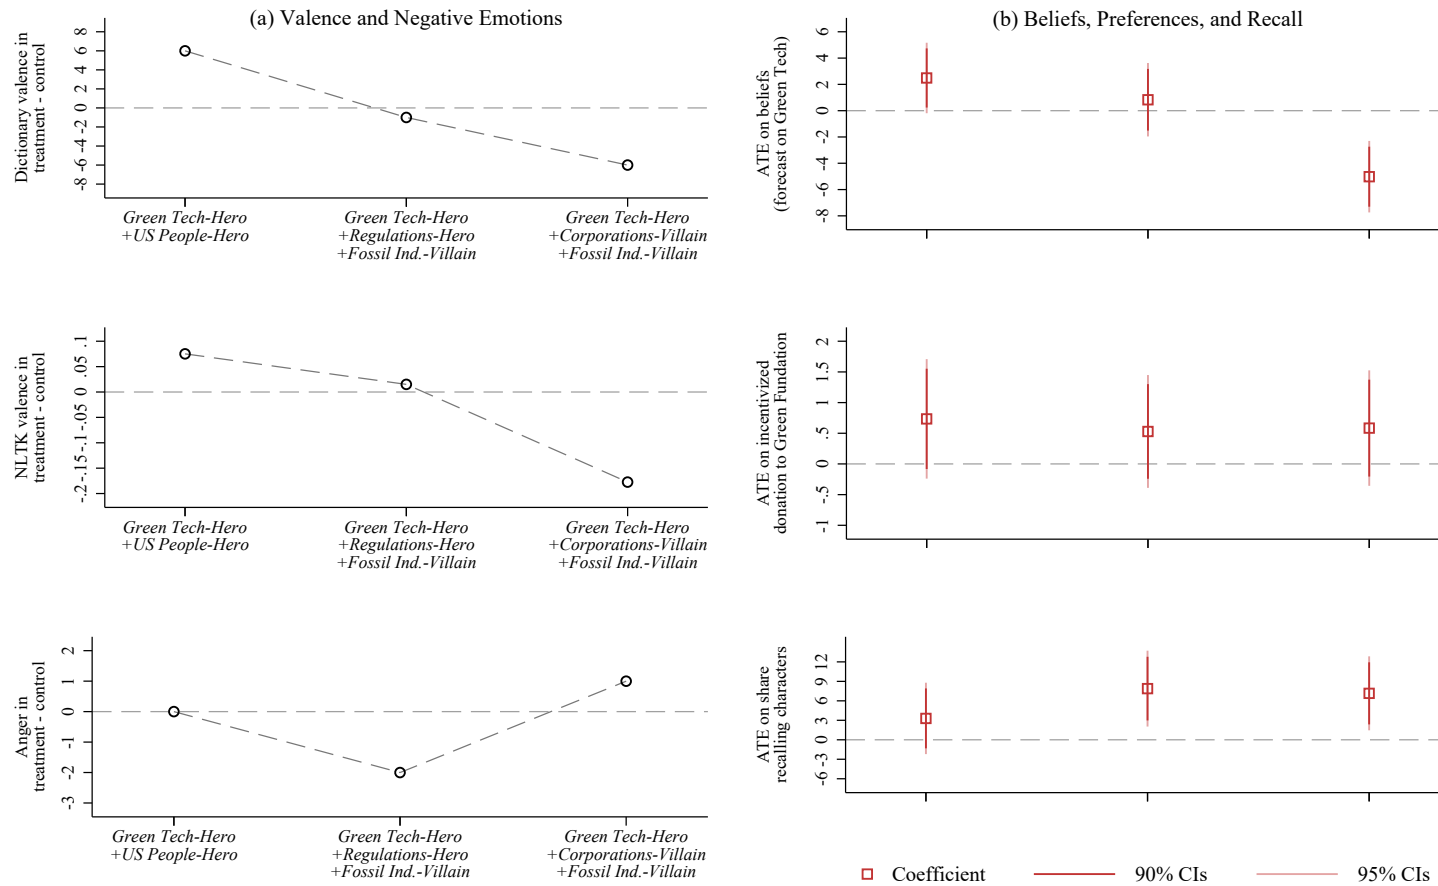 (a) Valence and Negative Emotions
Dictionary valence in
treatment - control
8
6
4
2
0
-2
-4
-6
-8
Green Tech-Hero
+US People-Hero
Green Tech-Hero
+Regulations-Hero
+Fossil Ind.-Villain
Green Tech-Hero
+Corporations-Villain
+Fossil Ind.-Villain
NLTK valence in
treatment - control
.1
.05
0
-.05
-.1
-.15
-.2
Green Tech-Hero
+US People-Hero
Green Tech-Hero
+Regulations-Hero
+Fossil Ind.-Villain
Green Tech-Hero
+Corporations-Villain
+Fossil Ind.-Villain
Anger in
treatment - control
2
1
0
-1
-2
-3
Green Tech-Hero
+US People-Hero
Green Tech-Hero
+Regulations-Hero
+Fossil Ind.-Villain
Green Tech-Hero
+Corporations-Villain
+Fossil Ind.-Villain
(b) Beliefs, Preferences, and Recall
ATE on beliefs
(forecast on Green Tech)
6
4
2
0
-2
-4
-6
-8
ATE on incentivized
donation to Green Fundation
2
1.5
1
.5
0
-.5
-1
ATE on share
recalling characters
12
9
6
3
0
-3
-6
Coefficient
90% CIs
95% CIs